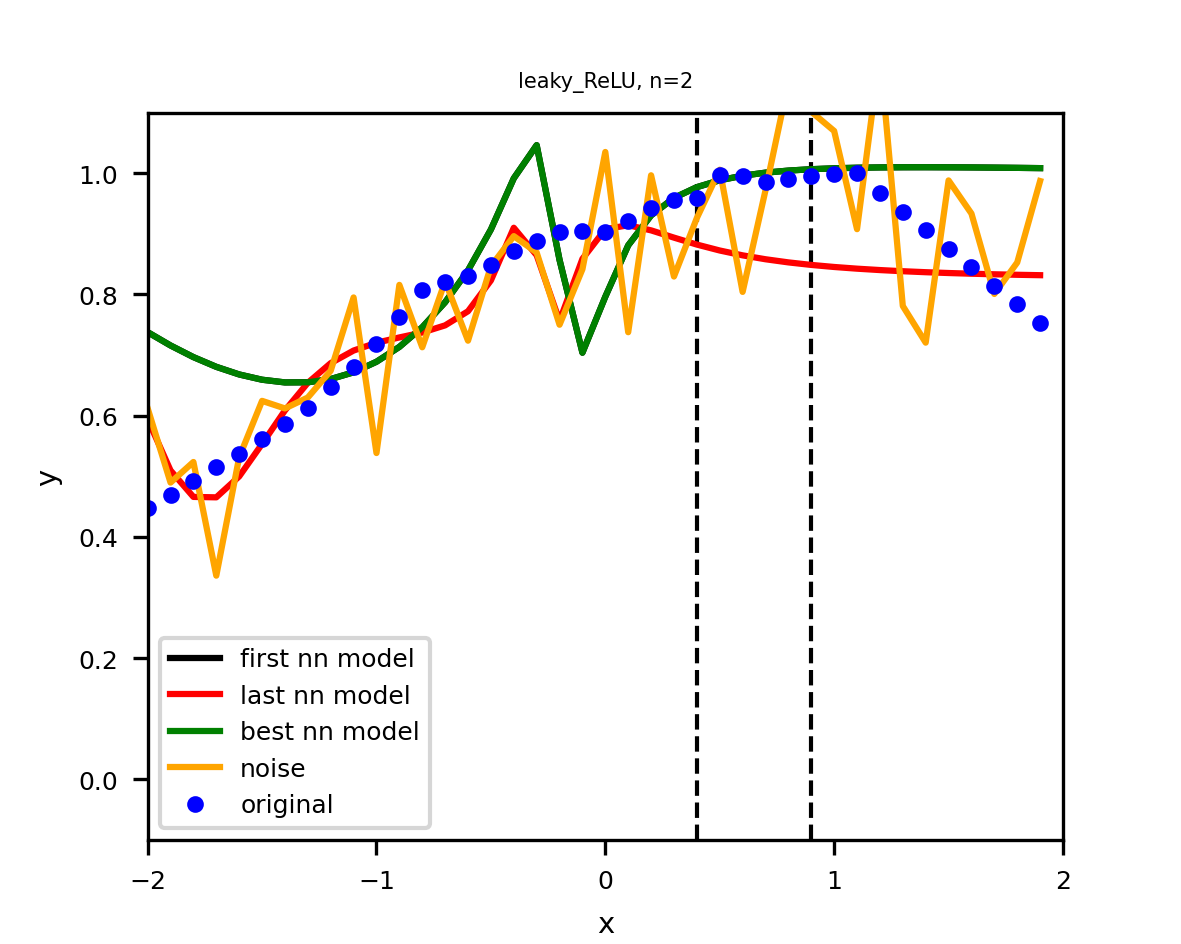 leaky_ReLU, n=2
1.0
0.8
0.6
0.4
0.2
0.0
y
first nn model
last nn model
best nn model
noise
original
−2
−1
0
1
2
x